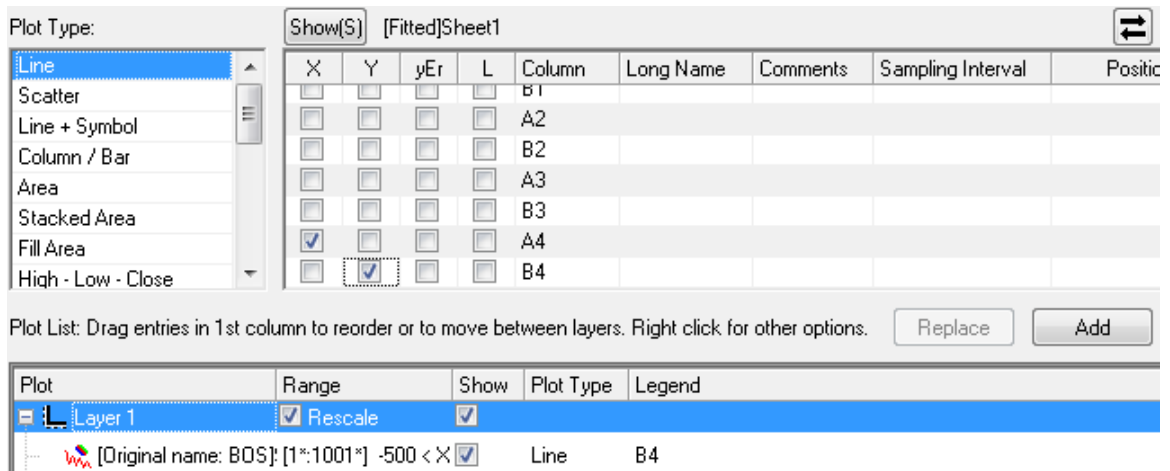 Plot Type: Show(S) [Fitted]Sheet1
Line
Scatter
Line + Symbol
Column / Bar
Area
Stacked Area
Fill Area
High - Low - Close
X Y yEr L Column Long Name Comments Sampling Interval Positic
B1
A2
B2
A3
B3
A4
B4
Plot List: Drag entries in 1st column to reorder or to move between layers. Right click for other options. Replace Add
Plot Range Show Plot Type Legend
Layer 1 Rescale
[Original name: BOS]! [1*:1001*] -500 < X Line B4